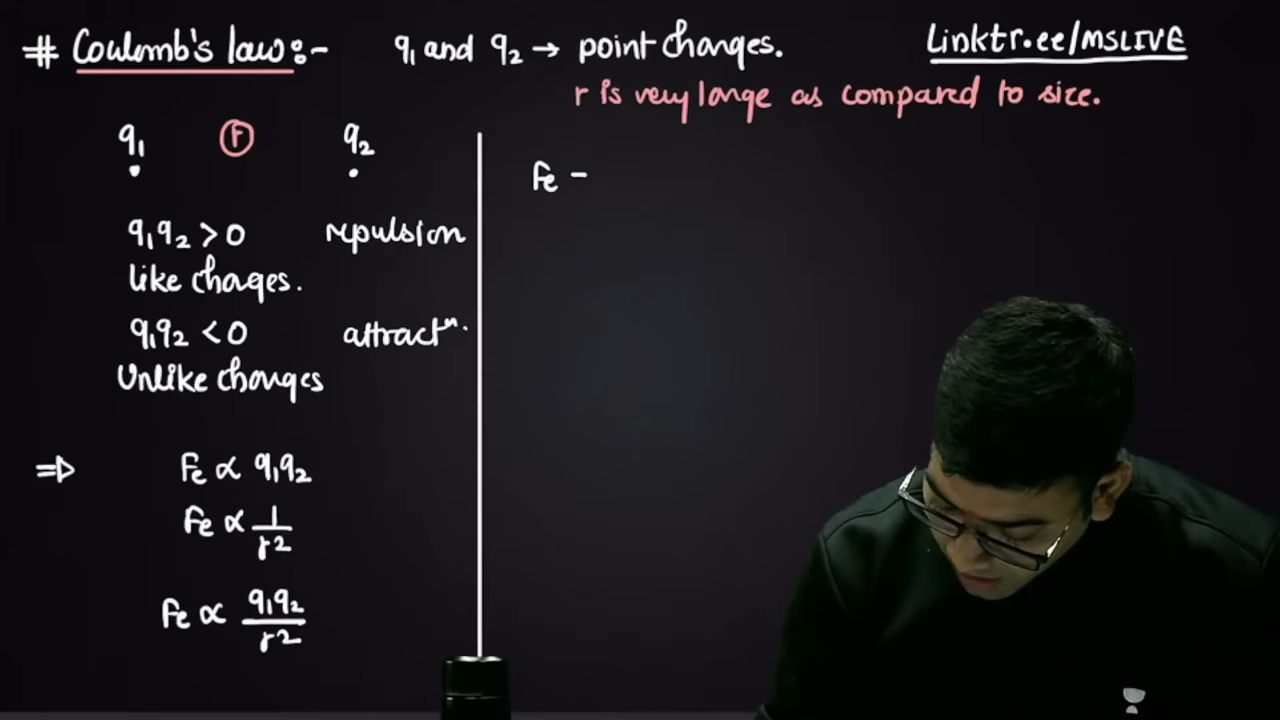 # Coulomb's law:- q₁ and q₂ → point charges.
Linktr.ee/MSLIVE
r is very large as compared to size.
q₁ F q₂
q₁q₂ > 0 repulsion
like chages.
q₁q₂ < 0 attractⁿ.
Unlike charges
⇒ Fe ∝ q₁q₂
Fe ∝ 1/r²
Fe ∝ q₁q₂/r²
Fe -